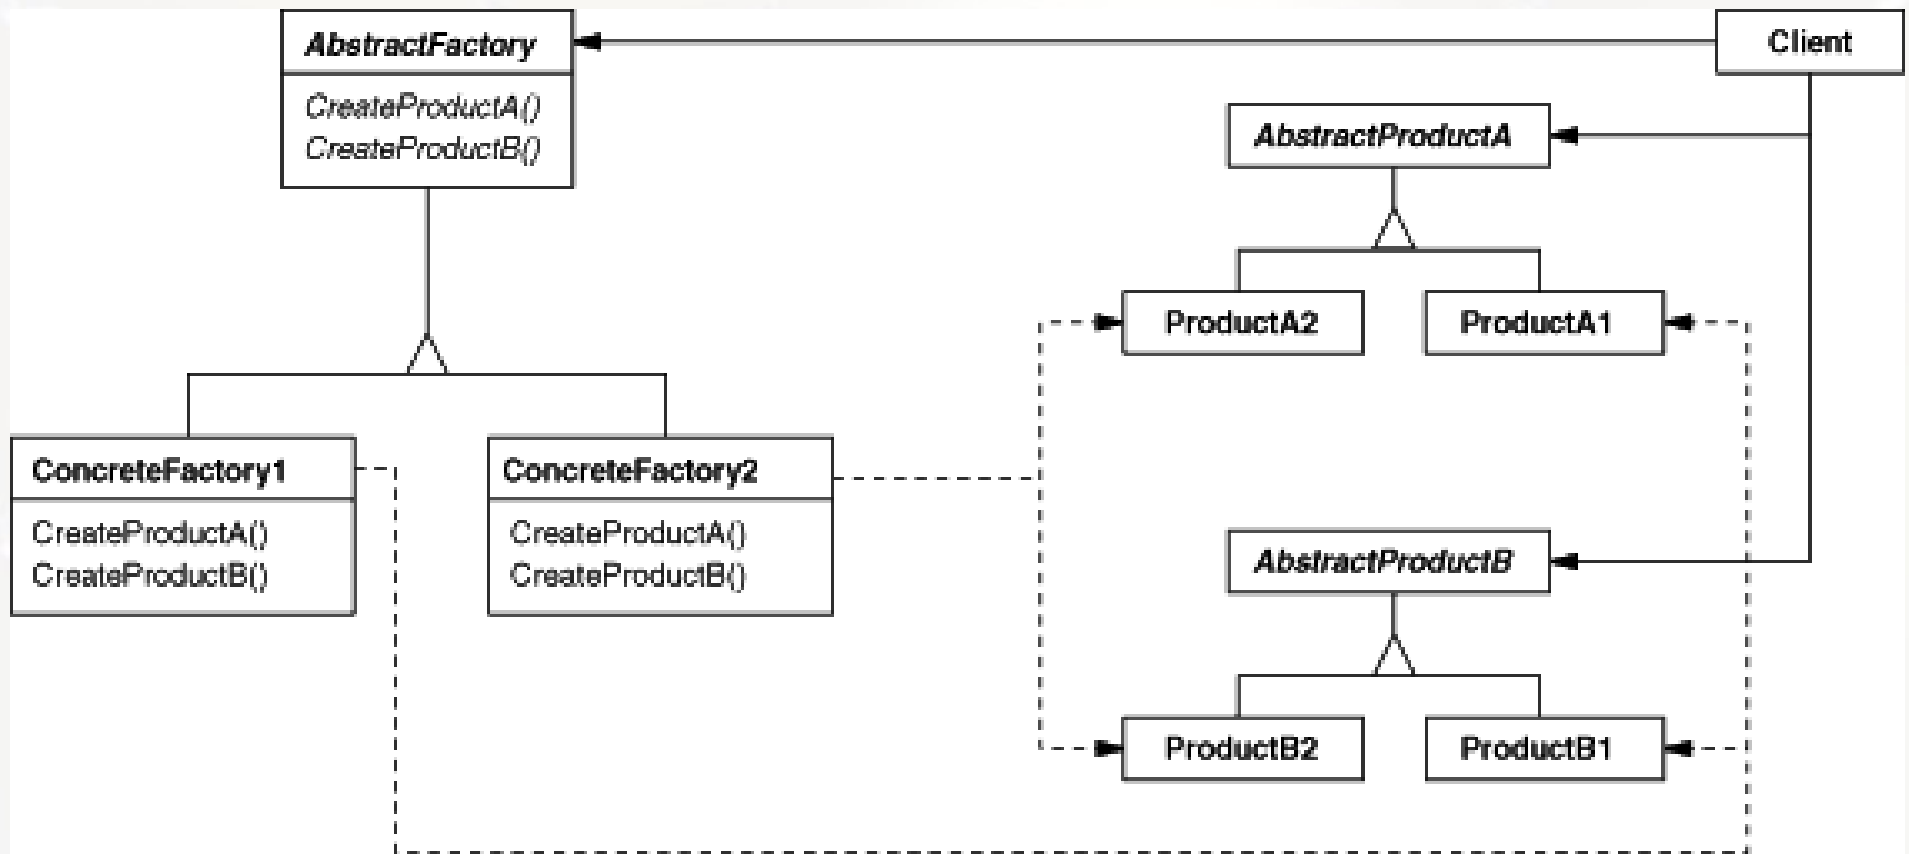 AbstractFactory
CreateProductA()
CreateProductB()
Client
AbstractProductA
ProductA2
ProductA1
ConcreteFactory1
CreateProductA()
CreateProductB()
ConcreteFactory2
CreateProductA()
CreateProductB()
AbstractProductB
ProductB2
ProductB1